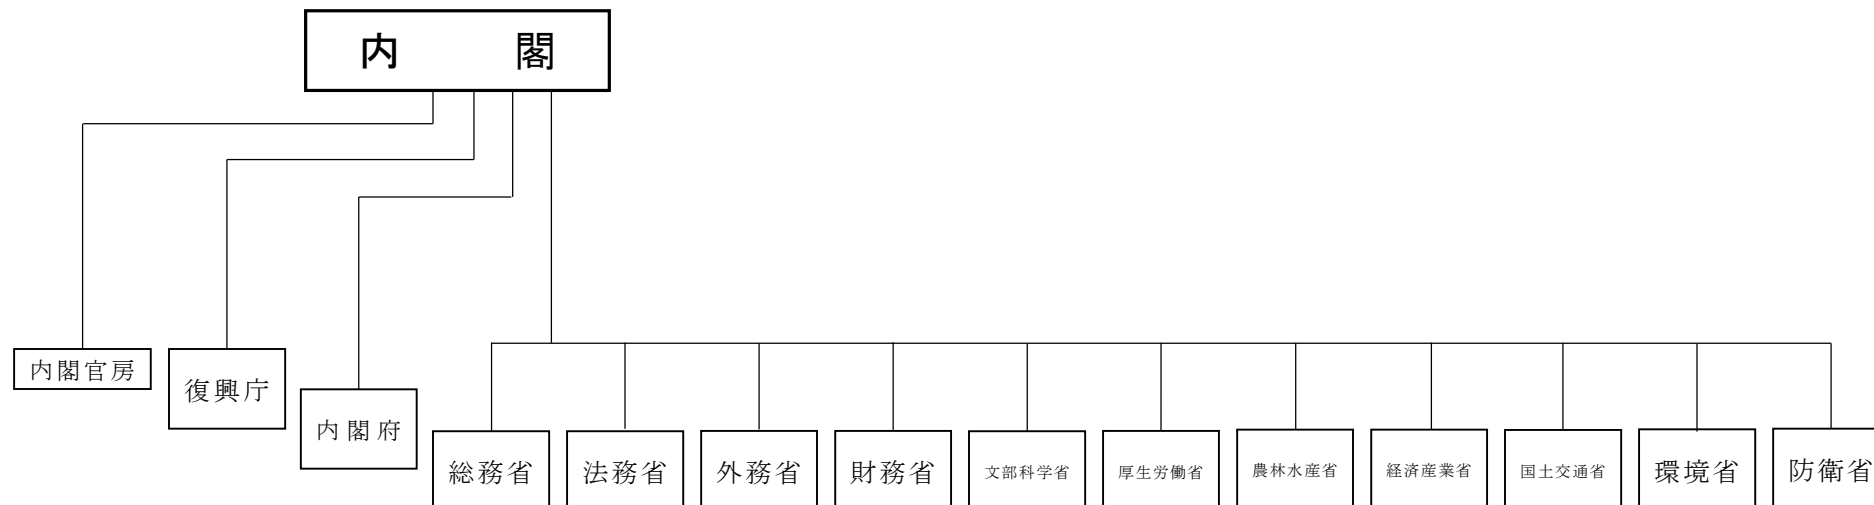 内 閣
内閣官房
復興庁
内閣府
総務省
法務省
外務省
財務省
文部科学省
厚生労働省
農林水産省
経済産業省
国土交通省
環境省
防衛省